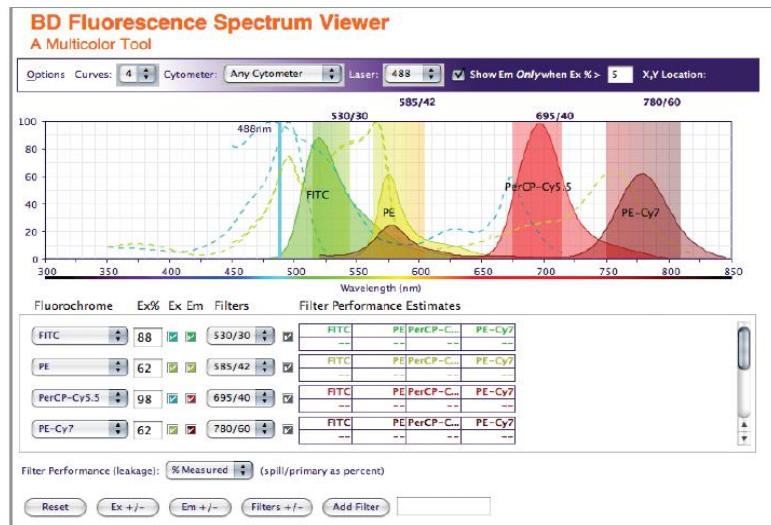 BD Fluorescence Spectrum Viewer
A Multicolor Tool
Options Curves: 4 Cytometer: Any Cytometer Laser: 488 Show Em Only when Ex % > 5 X,Y Location:
585/42 780/60
530/30 695/40
100 488nm
80
60 FITC PerCP-Cy5.5
40 PE PE-Cy7
20
0
300 350 400 450 500 550 600 650 700 750 800 850
Wavelength (nm)
Fluorochrome Ex% Ex Em Filters Filter Performance Estimates
FITC 88 530/30 FITC PE PerCP-C... PE-Cy7
-- -- -- --
PE 62 585/42 FITC PE PerCP-C... PE-Cy7
-- -- -- --
PerCP-Cy5.5 98 695/40 FITC PE PerCP-C... PE-Cy7
-- -- -- --
PE-Cy7 62 780/60 FITC PE PerCP-C... PE-Cy7
-- -- -- --
Filter Performance (leakage): % Measured (spill/primary as percent)
Reset Ex +/- Em +/- Filters +/- Add Filter